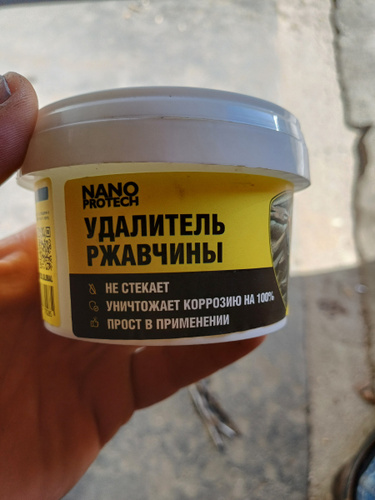 NANO
PROTECH
УДАЛИТЕЛЬ
РЖАВЧИНЫ
НЕ СТЕКАЕТ
УНИЧТОЖАЕТ КОРРОЗИЮ НА 100%
ПРОСТ В ПРИМЕНЕНИИ